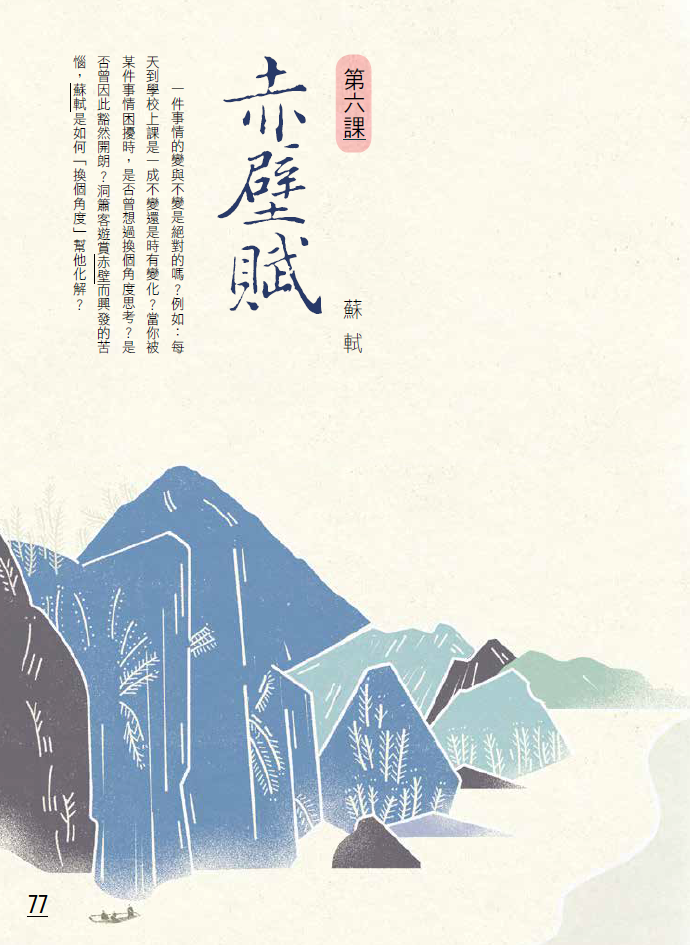 第六課
赤壁賦
蘇軾
一件事情的變與不變是絕對的嗎？例如：每
天到學校上課是一成不變還是時有變化？當你被
某件事情困擾時，是否曾想過換個角度思考？是
否曾因此豁然開朗？洞簫客遊賞赤壁而興發的苦
惱，蘇軾是如何「換個角度」幫他化解？
77